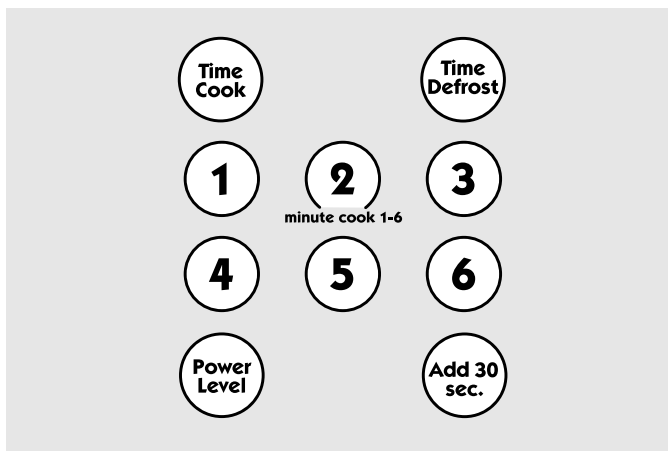 Time
Cook
Time
Defrost
1 2 3
minute cook 1-6
4 5 6
Power
Level
Add 30
sec.